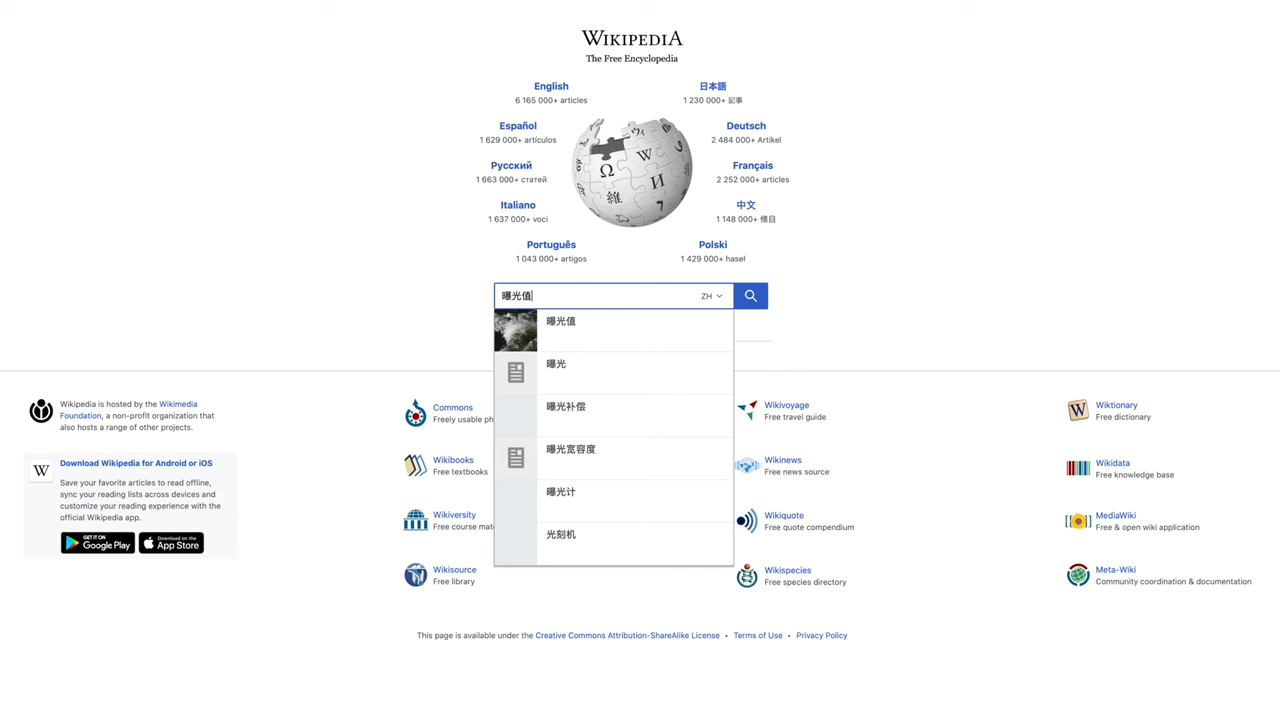 WIKIPEDIA
The Free Encyclopedia
English
6 165 000+ articles
日本語
1 230 000+ 記事
Español
1 629 000+ artículos
Deutsch
2 484 000+ Artikel
Русский
1 663 000+ статей
Français
2 252 000+ articles
Italiano
1 637 000+ voci
中文
1 148 000+ 條目
Português
1 043 000+ artigos
Polski
1 429 000+ haseł
Ω
W
И
維
曝光值
ZH
曝光值
曝光
曝光补偿
曝光宽容度
曝光计
光刻机
Wikipedia is hosted by the Wikimedia
Foundation, a non-profit organization that
also hosts a range of other projects.
W
Download Wikipedia for Android or iOS
Save your favorite articles to read offline,
sync your reading lists across devices and
customize your reading experience with the
official Wikipedia app.
GET IT ON
Google Play
Download on the
App Store
Commons
Freely usable ph
Wikivoyage
Free travel guide
W
Wiktionary
Free dictionary
Wikibooks
Free textbooks
Wikinews
Free news source
Wikidata
Free knowledge base
Wikiversity
Free course mat
Wikiquote
Free quote compendium
MediaWiki
Free & open wiki application
Wikisource
Free library
Wikispecies
Free species directory
Meta-Wiki
Community coordination & documentation
This page is available under the Creative Commons Attribution-ShareAlike License • Terms of Use • Privacy Policy